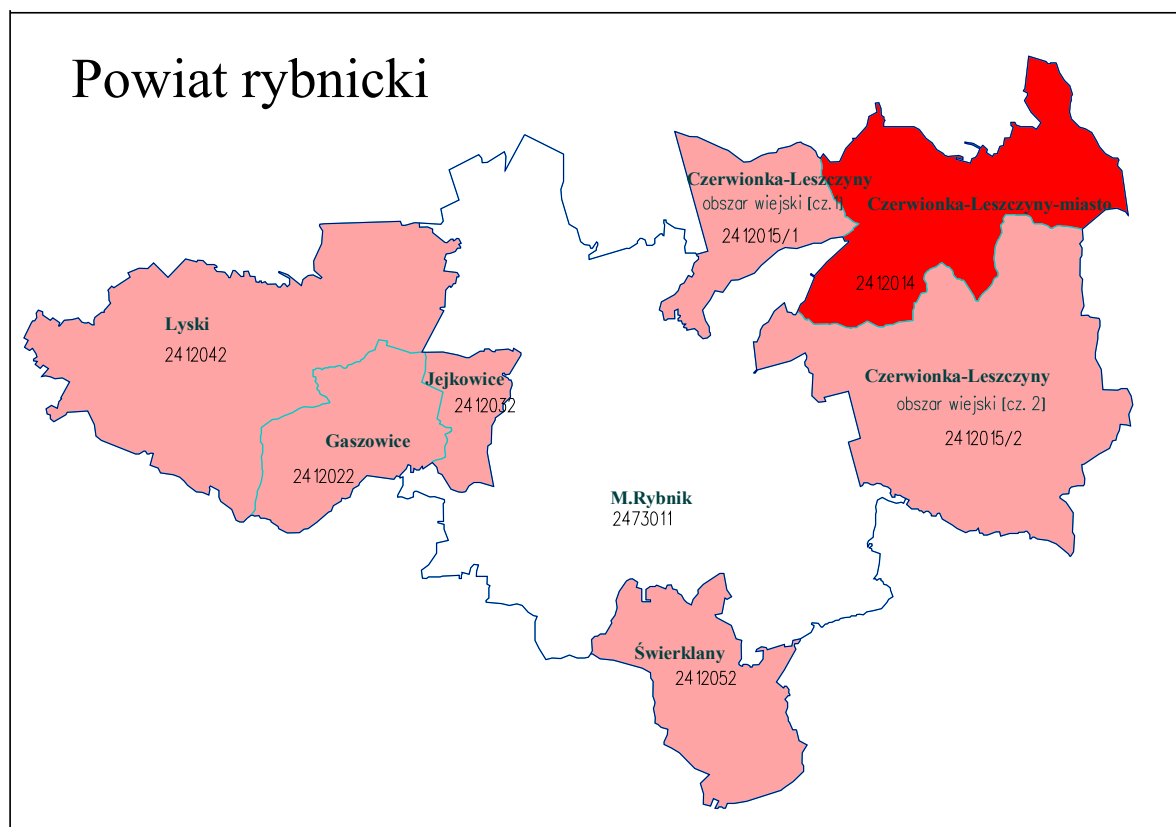 Powiat rybnicki
Czerwionka-Leszczyny
obszar wiejski (cz.1)
2412015/1
Czerwionka-Leszczyny-miasto
2412014
Lyski
2412042
Jejkowice
2412032
Gaszowice
2412022
Czerwionka-Leszczyny
obszar wiejski (cz. 2)
2412015/2
M.Rybnik
2473011
Świerklany
2412052